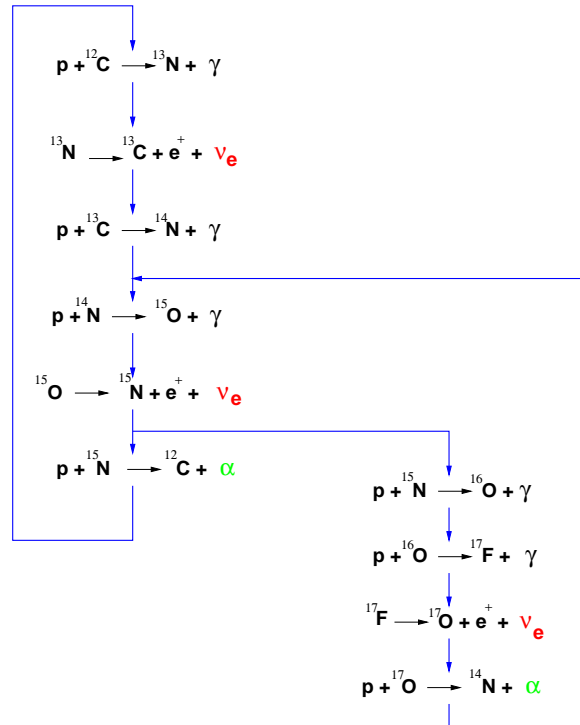 p + ¹²C ⟶ ¹³N + γ
¹³N ⟶ ¹³C + e⁺ + νₑ
p + ¹³C ⟶ ¹⁴N + γ
p + ¹⁴N ⟶ ¹⁵O + γ
¹⁵O ⟶ ¹⁵N + e⁺ + νₑ
p + ¹⁵N ⟶ ¹²C + α
p + ¹⁵N ⟶ ¹⁶O + γ
p + ¹⁶O ⟶ ¹⁷F + γ
¹⁷F ⟶ ¹⁷O + e⁺ + νₑ
p + ¹⁷O ⟶ ¹⁴N + α